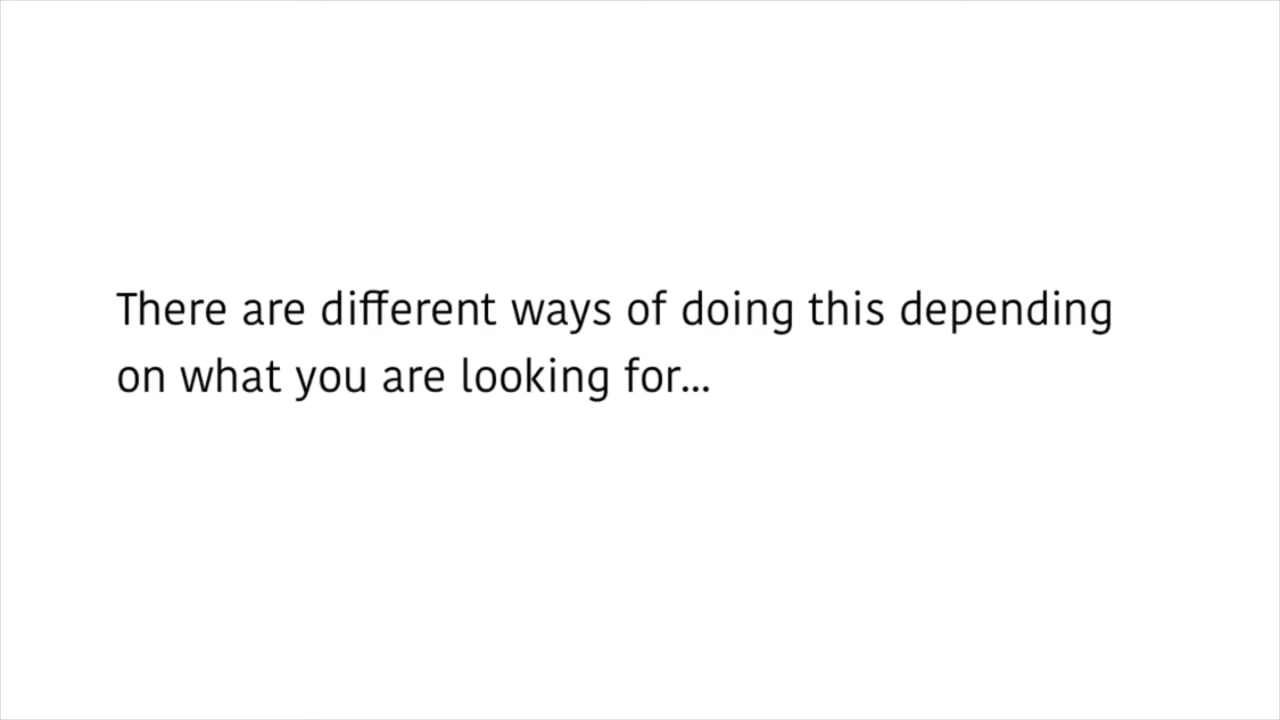 There are different ways of doing this depending
on what you are looking for...